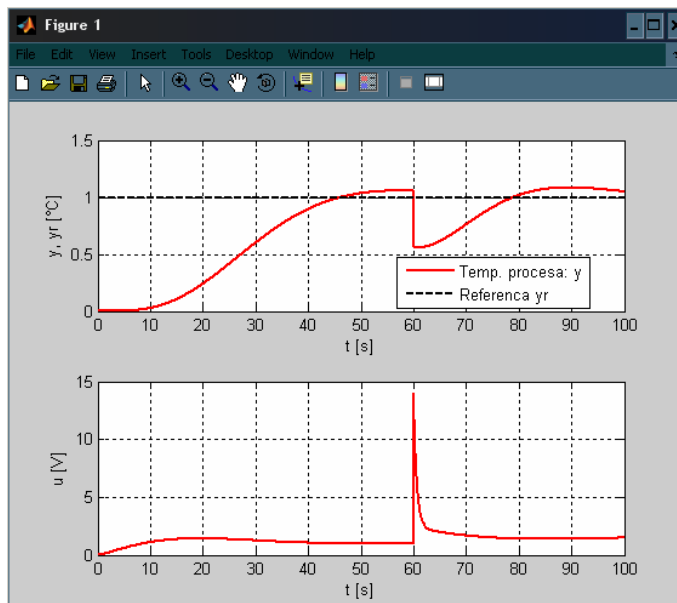 Figure 1
File Edit View Insert Tools Desktop Window Help
1.5
1
0.5
0
y, yr [°C]
Temp. procesa: y
Referenca yr
0 10 20 30 40 50 60 70 80 90 100
t [s]
15
10
5
0
u [V]
0 10 20 30 40 50 60 70 80 90 100
t [s]